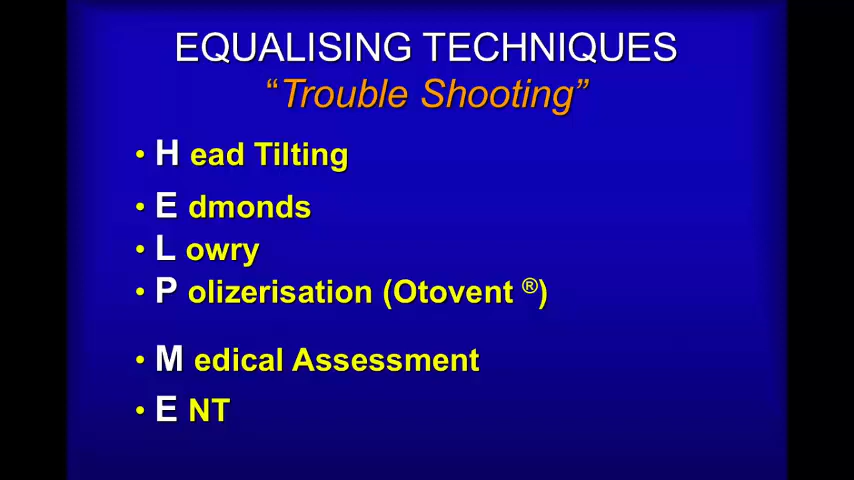 EQUALISING TECHNIQUES
“Trouble Shooting”
• H ead Tilting
• E dmonds
• L owry
• P olizerisation (Otovent ®)
• M edical Assessment
• E NT